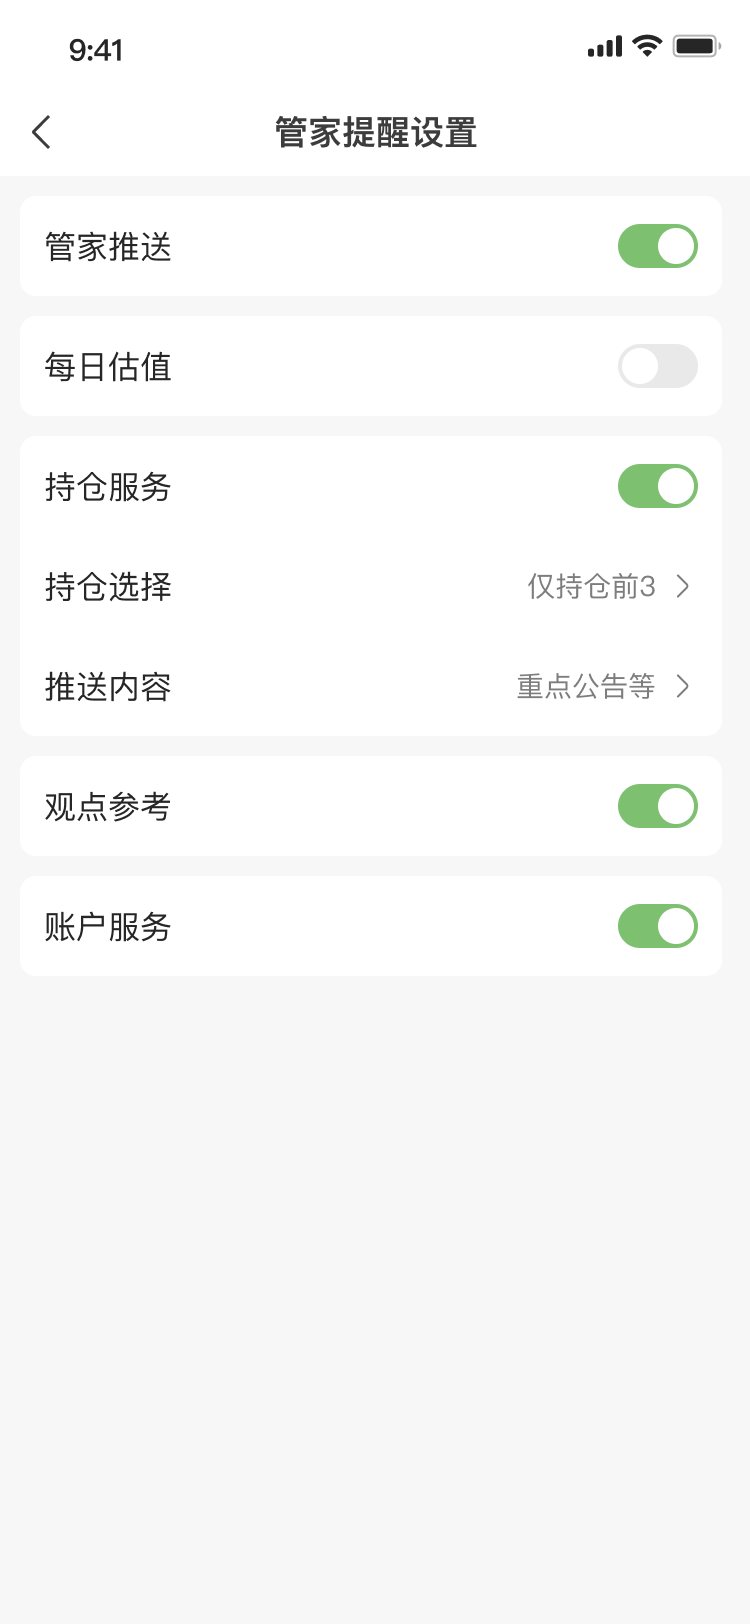 9:41
管家提醒设置
管家推送
每日估值
持仓服务
持仓选择 仅持仓前3
推送内容 重点公告等
观点参考
账户服务